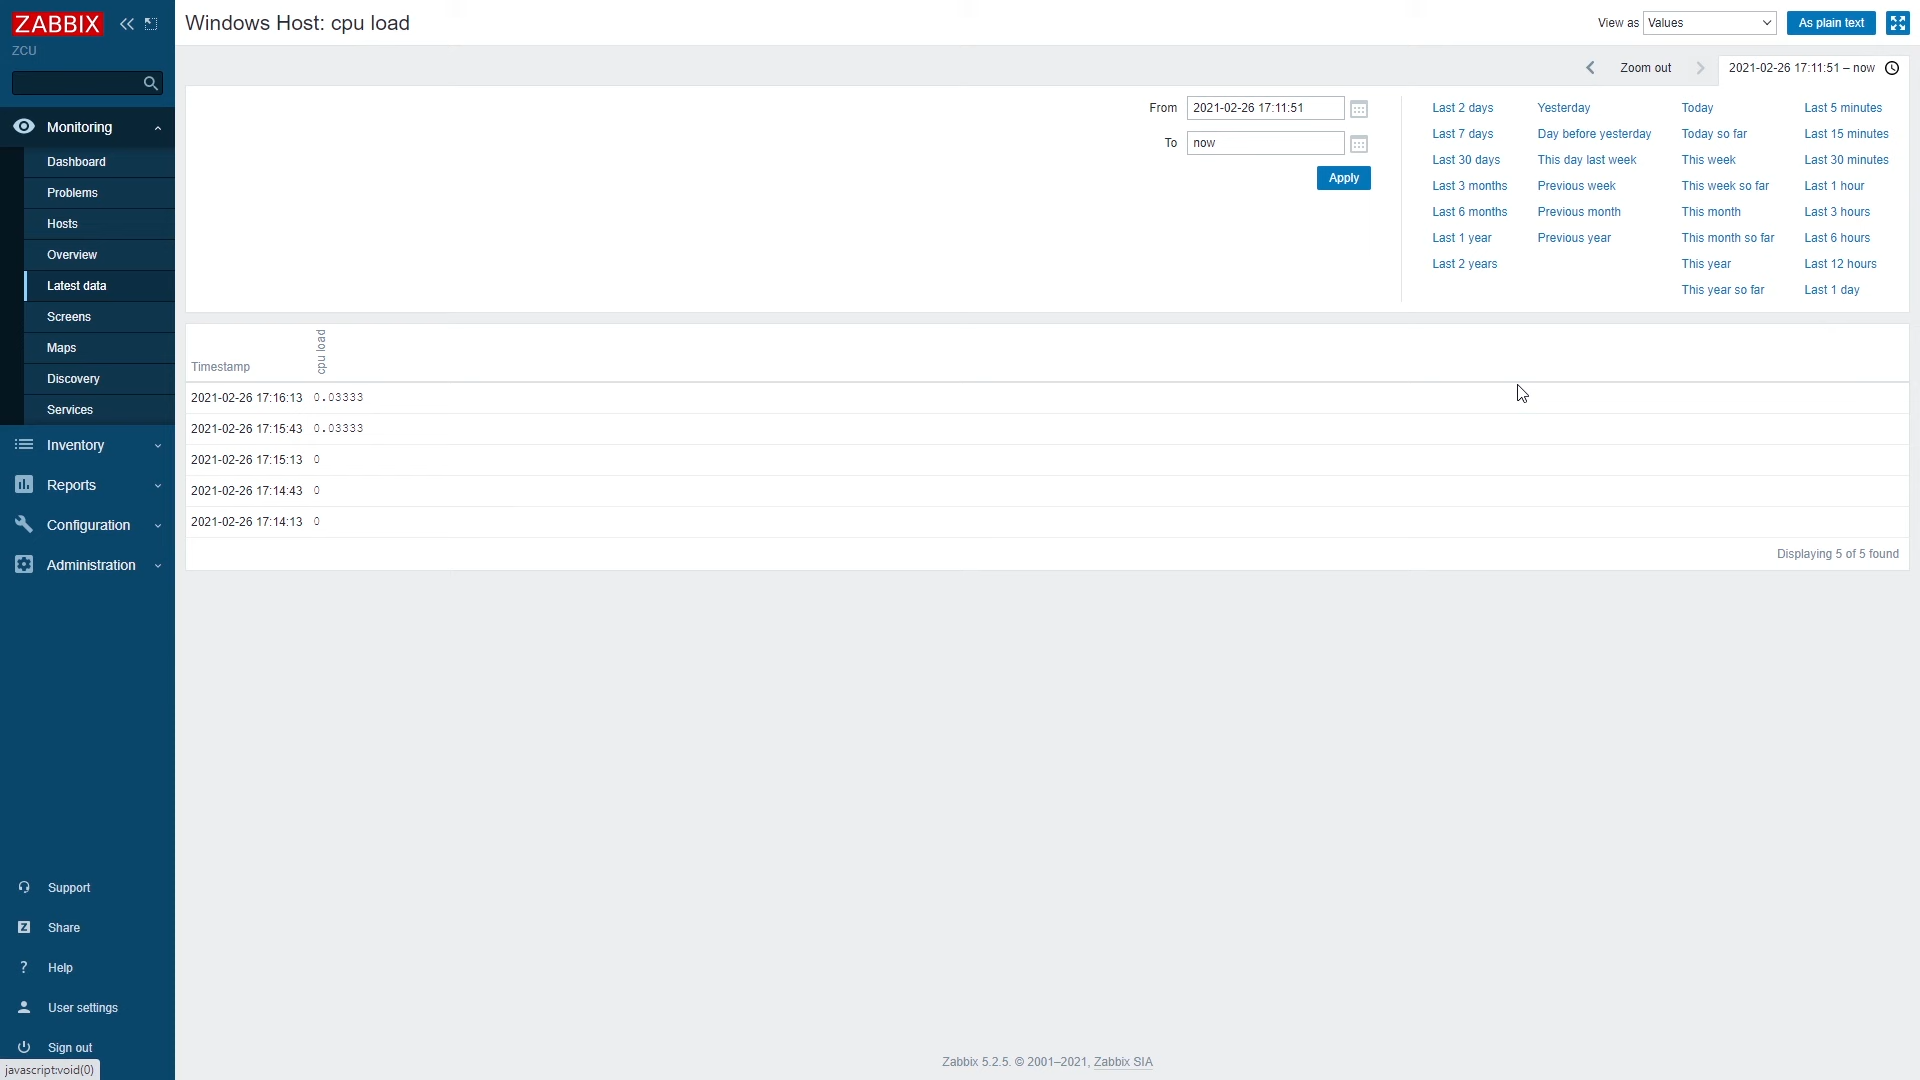 ZABBIX
ZCU
Monitoring
Dashboard
Problems
Hosts
Overview
Latest data
Screens
Maps
Discovery
Services
Inventory
Reports
Configuration
Administration
Support
Share
Help
User settings
Sign out
javascript:void(0)
Windows Host: cpu load
View as Values As plain text
Zoom out 2021-02-26 17:11:51 – now
From 2021-02-26 17:11:51
To now
Apply
Last 2 days Yesterday Today Last 5 minutes
Last 7 days Day before yesterday Today so far Last 15 minutes
Last 30 days This day last week This week Last 30 minutes
Last 3 months Previous week This week so far Last 1 hour
Last 6 months Previous month This month Last 3 hours
Last 1 year Previous year This month so far Last 6 hours
Last 2 years This year Last 12 hours
This year so far Last 1 day
Timestamp cpu load
2021-02-26 17:16:13 0.03333
2021-02-26 17:15:43 0.03333
2021-02-26 17:15:13 0
2021-02-26 17:14:43 0
2021-02-26 17:14:13 0
Displaying 5 of 5 found
Zabbix 5.2.5. © 2001–2021, Zabbix SIA